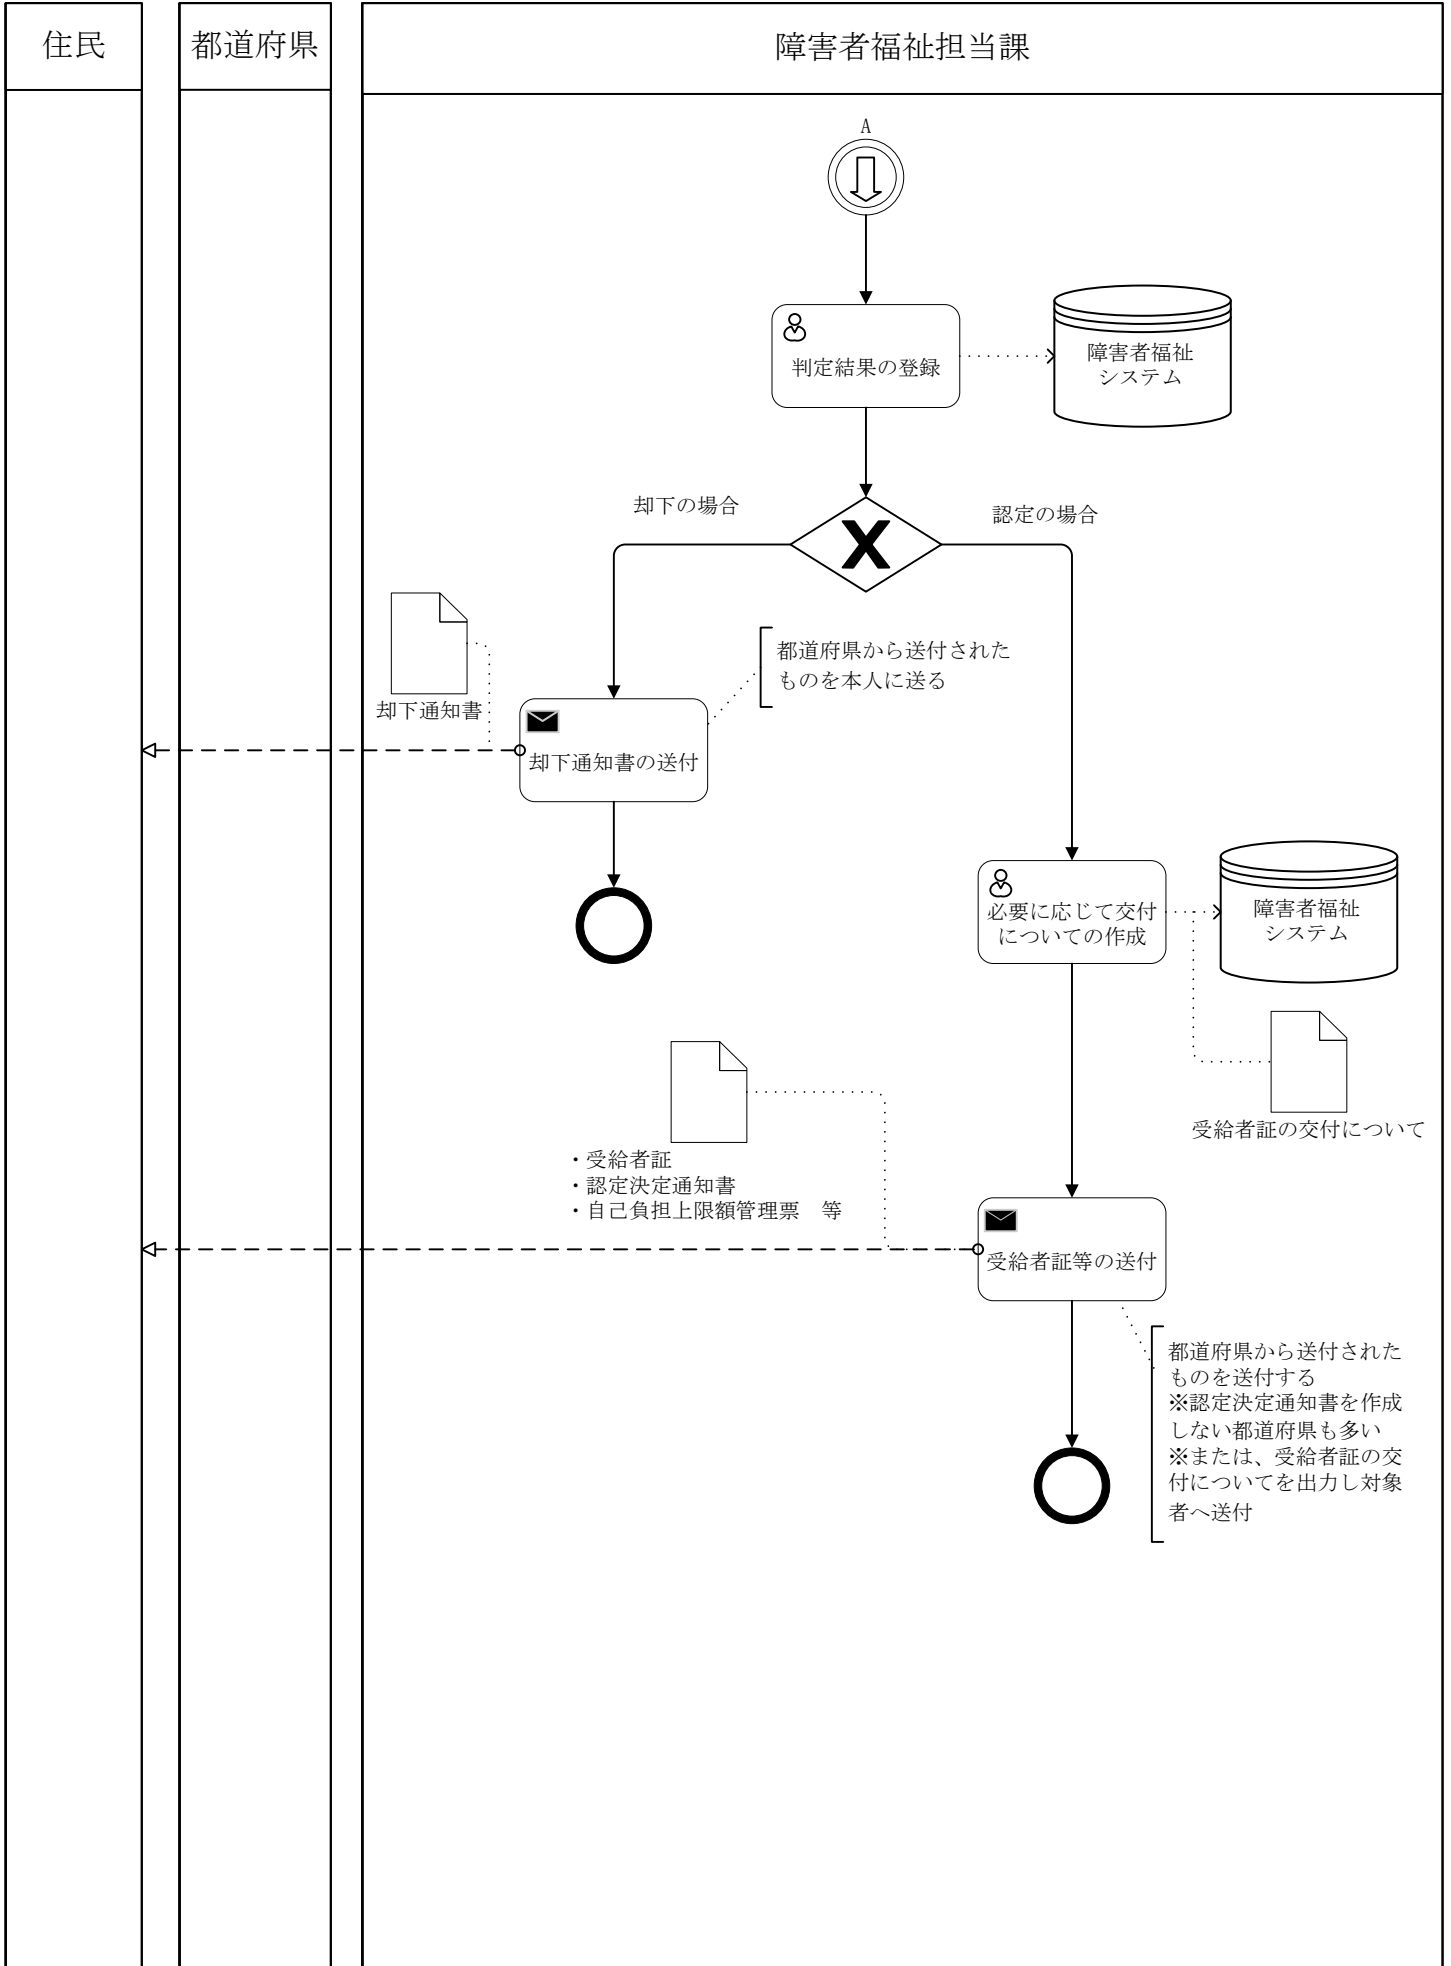 住民
都道府県
障害者福祉担当課
A
判定結果の登録
障害者福祉
システム
却下の場合
認定の場合
却下通知書
都道府県から送付された
ものを本人に送る
却下通知書の送付
必要に応じて交付
についての作成
障害者福祉
システム
受給者証の交付について
・受給者証
・認定決定通知書
・自己負担上限額管理票　等
受給者証等の送付
都道府県から送付された
ものを送付する
※認定決定通知書を作成
しない都道府県も多い
※または、受給者証の交
付についてを出力し対象
者へ送付